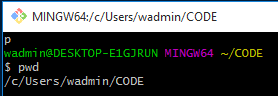 MINGW64:/c/Users/wadmin/CODE
p
wadmin@DESKTOP-E1GJRUN MINGW64 ~/CODE
$ pwd
/c/Users/wadmin/CODE